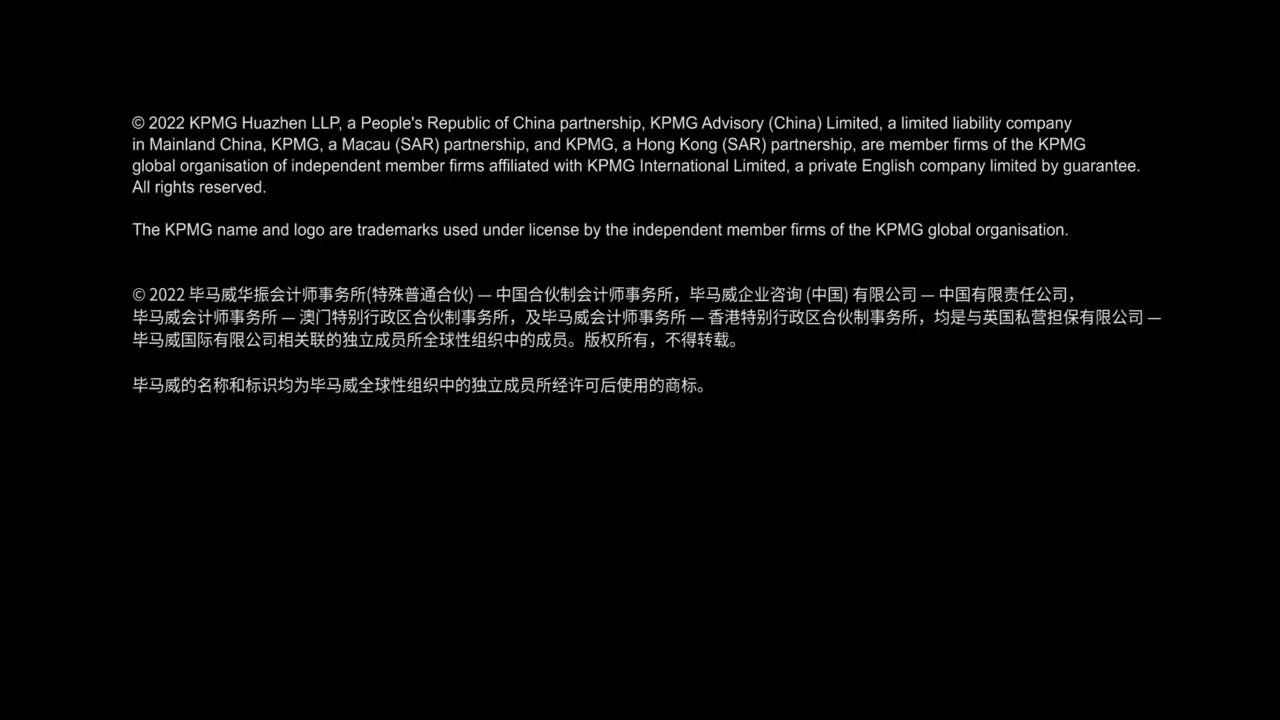 © 2022 KPMG Huazhen LLP, a People's Republic of China partnership, KPMG Advisory (China) Limited, a limited liability company
in Mainland China, KPMG, a Macau (SAR) partnership, and KPMG, a Hong Kong (SAR) partnership, are member firms of the KPMG
global organisation of independent member firms affiliated with KPMG International Limited, a private English company limited by guarantee.
All rights reserved.
The KPMG name and logo are trademarks used under license by the independent member firms of the KPMG global organisation.
© 2022 毕马威华振会计师事务所(特殊普通合伙) — 中国合伙制会计师事务所，毕马威企业咨询 (中国) 有限公司 — 中国有限责任公司，
毕马威会计师事务所 — 澳门特别行政区合伙制事务所，及毕马威会计师事务所 — 香港特别行政区合伙制事务所，均是与英国私营担保有限公司 —
毕马威国际有限公司相关联的独立成员所全球性组织中的成员。版权所有，不得转载。
毕马威的名称和标识均为毕马威全球性组织中的独立成员所经许可后使用的商标。